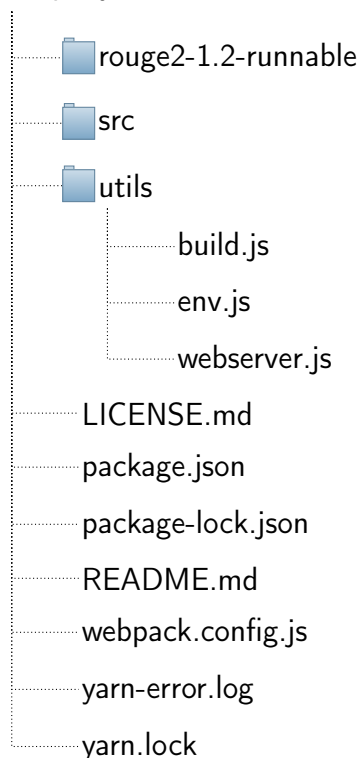 rouge2-1.2-runnable
src
utils
build.js
env.js
webserver.js
LICENSE.md
package.json
package-lock.json
README.md
webpack.config.js
yarn-error.log
yarn.lock